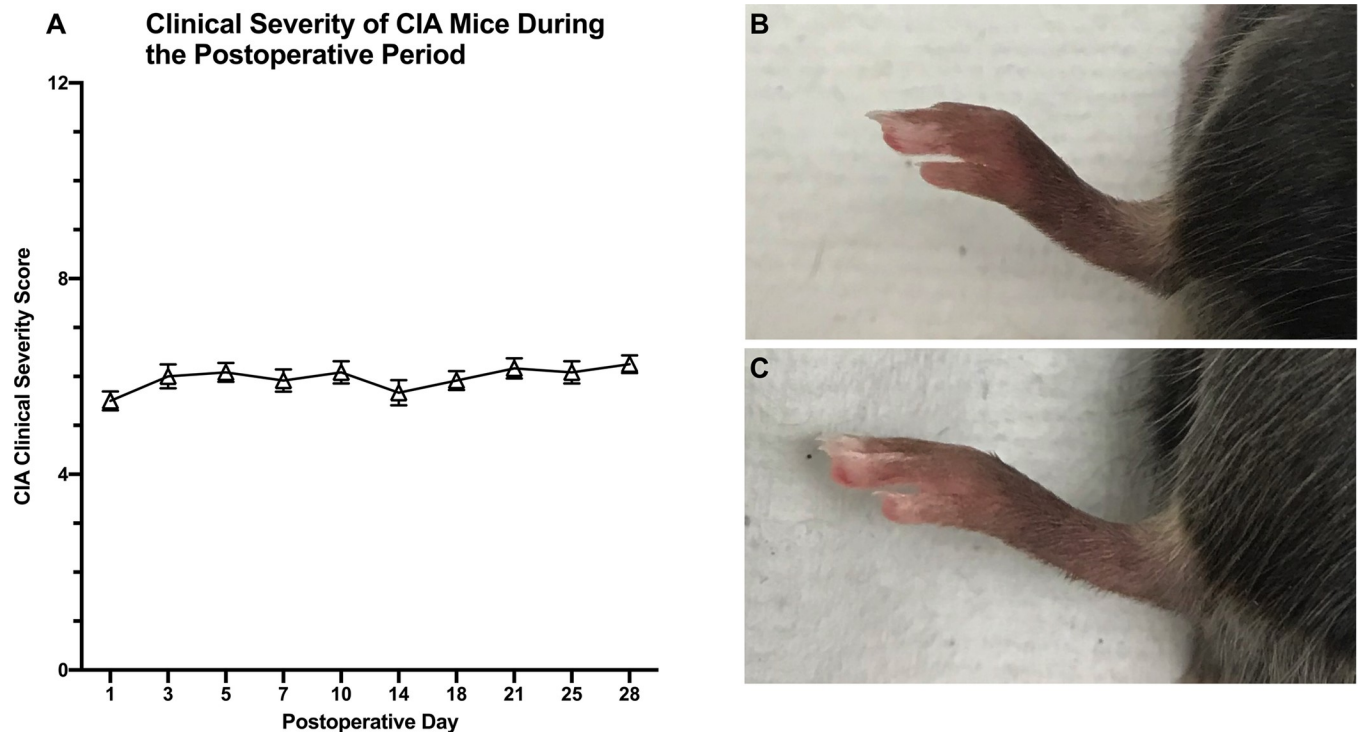 A
Clinical Severity of CIA Mice During
the Postoperative Period
12
8
4
0
CIA Clinical Severity Score
1 3 5 7 10 14 18 21 25 28
Postoperative Day
B
C